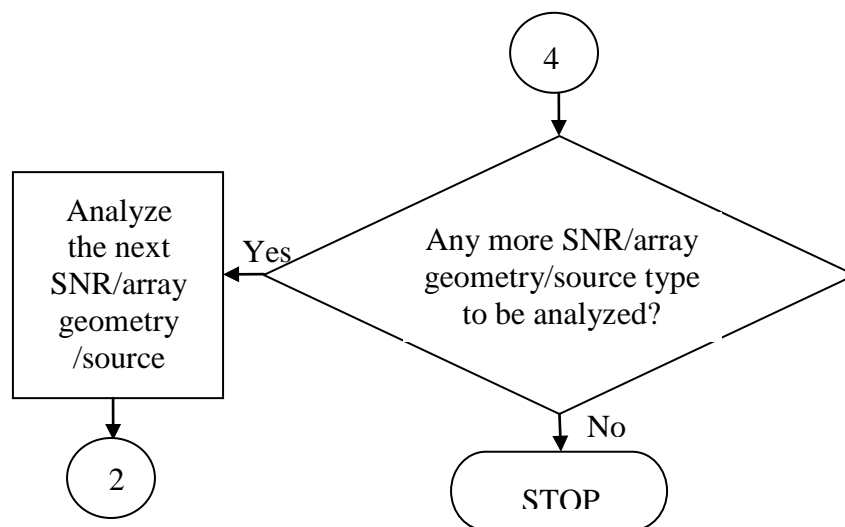 4
Any more SNR/array
geometry/source type
to be analyzed?
Yes
Analyze
the next
SNR/array
geometry
/source
2
No
STOP